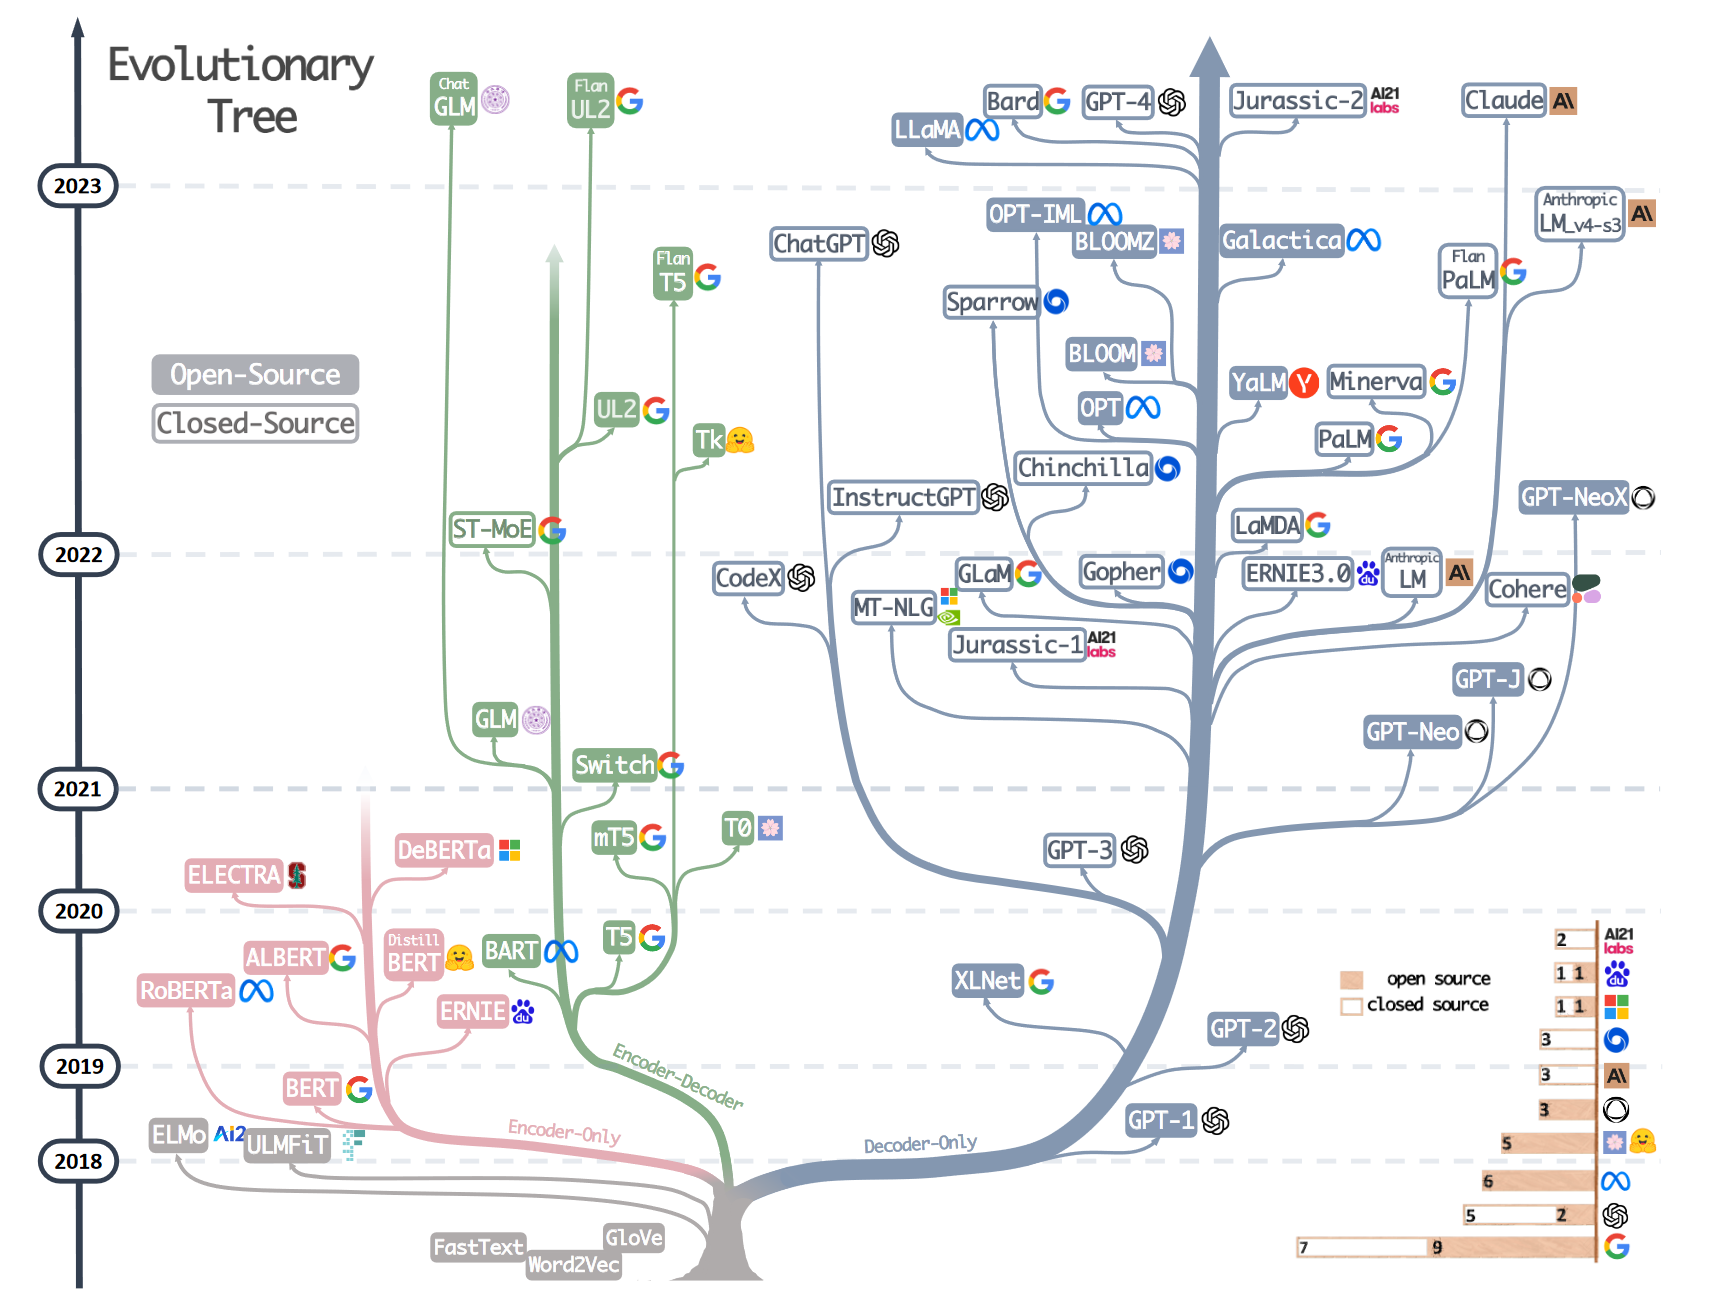 Evolutionary
Tree
2023
2022
2021
2020
2019
2018
Open-Source
Closed-Source
Chat
GLM
Flan
UL2
Flan
T5
UL2
Tk
ST-MoE
GLM
Switch
mT5
T0
BART
T5
Encoder-Decoder
DeBERTa
ELECTRA
ALBERT
Distill
BERT
RoBERTa
ERNIE
du
BERT
Encoder-Only
ELMo
Ai2
ULMFiT
FastText
Word2Vec
GloVe
LLaMA
Bard
GPT-4
Jurassic-2
AI21
labs
Claude
A\
ChatGPT
OPT-IML
BLOOMZ
Galactica
Anthropic
LM_v4-s3
A\
Flan
PaLM
Sparrow
BLOOM
YaLM
Y
Minerva
OPT
PaLM
Chinchilla
InstructGPT
GPT-NeoX
LaMDA
CodeX
GLaM
Gopher
ERNIE3.0
du
Anthropic
LM
A\
Cohere
MT-NLG
Jurassic-1
AI21
labs
GPT-J
GPT-Neo
GPT-3
XLNet
GPT-2
GPT-1
Decoder-Only
open source
closed source
2
AI21
labs
1 1
du
1 1
3
3
A\
3
5
6
5 2
7 9